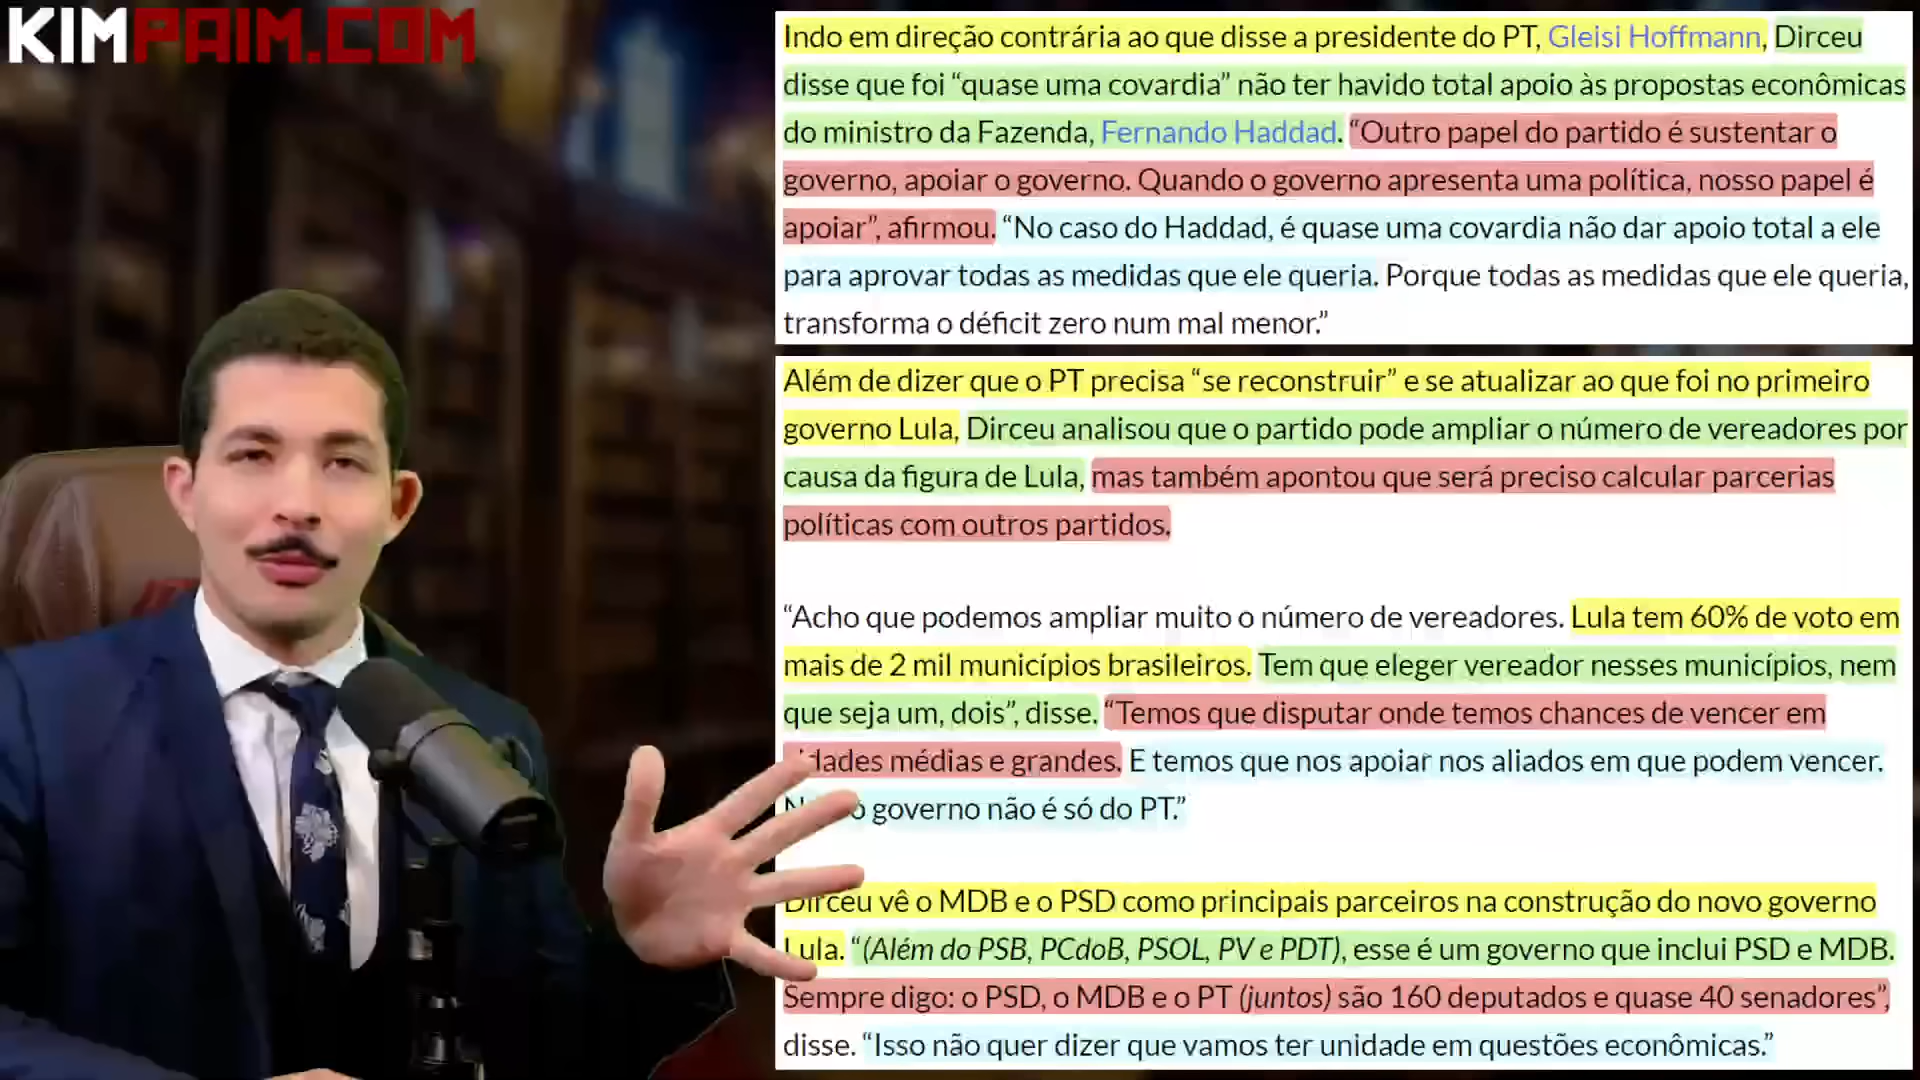 KIMPAIM.COM
Indo em direção contrária ao que disse a presidente do PT, Gleisi Hoffmann, Dirceu
disse que foi “quase uma covardia” não ter havido total apoio às propostas econômicas
do ministro da Fazenda, Fernando Haddad. “Outro papel do partido é sustentar o
governo, apoiar o governo. Quando o governo apresenta uma política, nosso papel é
apoiar”, afirmou. “No caso do Haddad, é quase uma covardia não dar apoio total a ele
para aprovar todas as medidas que ele queria. Porque todas as medidas que ele queria,
transforma o déficit zero num mal menor.”
Além de dizer que o PT precisa “se reconstruir” e se atualizar ao que foi no primeiro
governo Lula, Dirceu analisou que o partido pode ampliar o número de vereadores por
causa da figura de Lula, mas também apontou que será preciso calcular parcerias
políticas com outros partidos.
“Acho que podemos ampliar muito o número de vereadores. Lula tem 60% de voto em
mais de 2 mil municípios brasileiros. Tem que eleger vereador nesses municípios, nem
que seja um, dois”, disse. “Temos que disputar onde temos chances de vencer em
médias e grandes. E temos que nos apoiar nos aliados em que podem vencer.
o governo não é só do PT.”
Dirceu vê o MDB e o PSD como principais parceiros na construção do novo governo
Lula. “(Além do PSB, PCdoB, PSOL, PV e PDT), esse é um governo que inclui PSD e MDB.
Sempre digo: o PSD, o MDB e o PT (juntos) são 160 deputados e quase 40 senadores”,
disse. “Isso não quer dizer que vamos ter unidade em questões econômicas.”